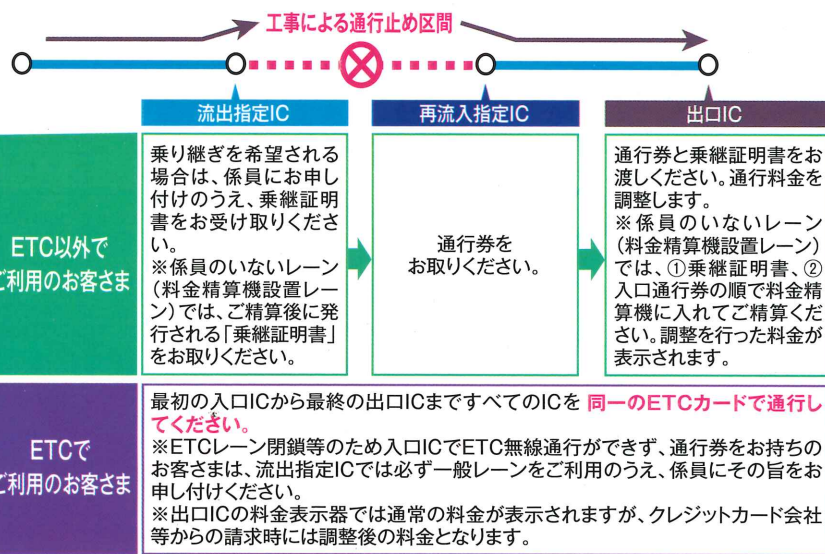 工事による通行止め区間
流出指定IC
再流入指定IC
出口IC
ETC以外で
ご利用のお客さま
乗り継ぎを希望される
場合は、係員にお申し
付けのうえ、乗継証明
書をお受け取りくださ
い。
※係員のいないレーン
(料金精算機設置レー
ン)では、ご精算後に発
行される「乗継証明書」
をお取りください。
通行券を
お取りください。
通行券と乗継証明書をお
渡しください。通行料金を
調整します。
※係員のいないレーン
(料金精算機設置レーン)
では、①乗継証明書、②
入口通行券の順で料金精
算機に入れてご精算くだ
さい。調整を行った料金が
表示されます。
ETCで
ご利用のお客さま
最初の入口ICから最終の出口ICまですべてのICを 同一のETCカードで通行し
てください。
※ETCレーン閉鎖等のため入口ICでETC無線通行ができず、通行券をお持ちの
お客さまは、流出指定ICでは必ず一般レーンをご利用のうえ、係員にその旨をお
申し付けください。
※出口ICの料金表示器では通常の料金が表示されますが、クレジットカード会社
等からの請求時には調整後の料金となります。